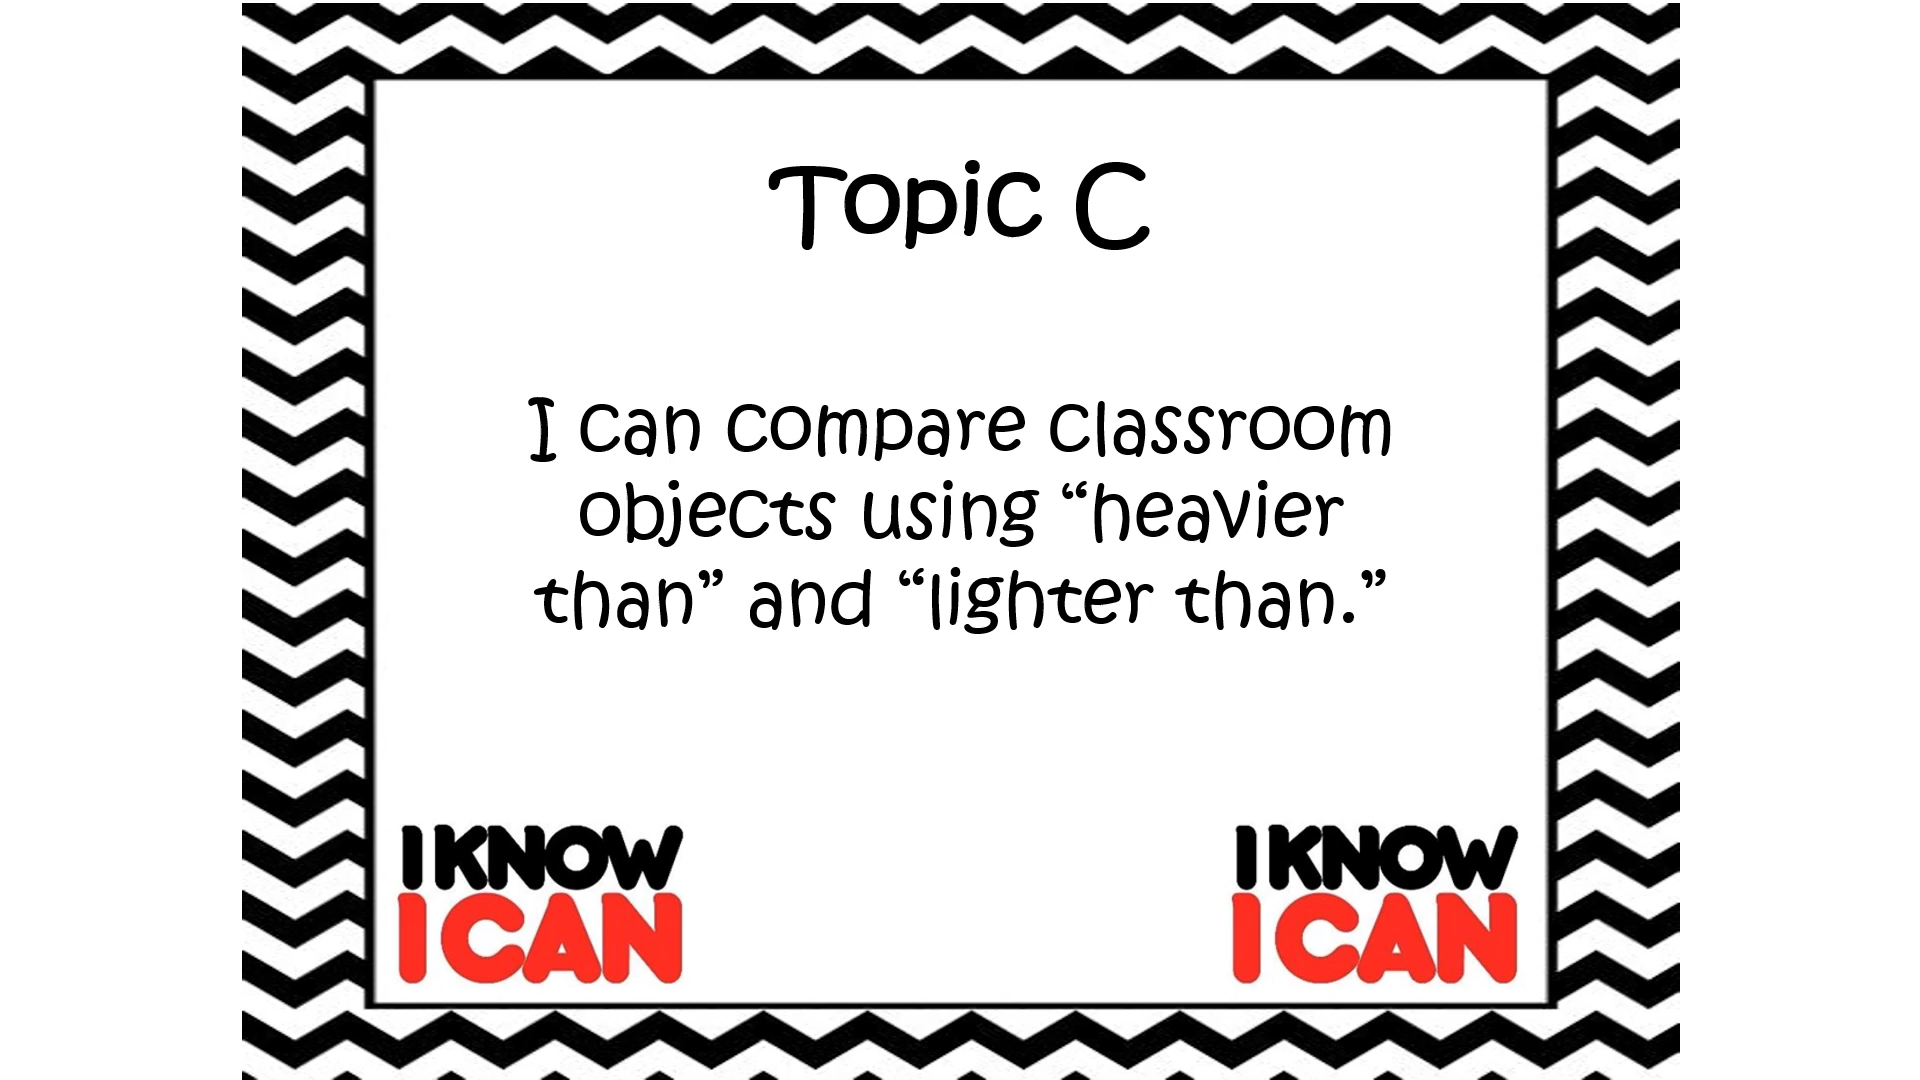 Topic C
I can compare classroom
objects using “heavier
than” and “lighter than.”
I KNOW
I CAN
I KNOW
I CAN